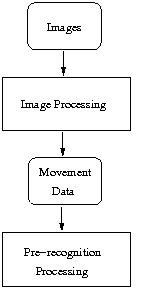 Images
Image Processing
Movement
Data
Pre-recognition
Processing